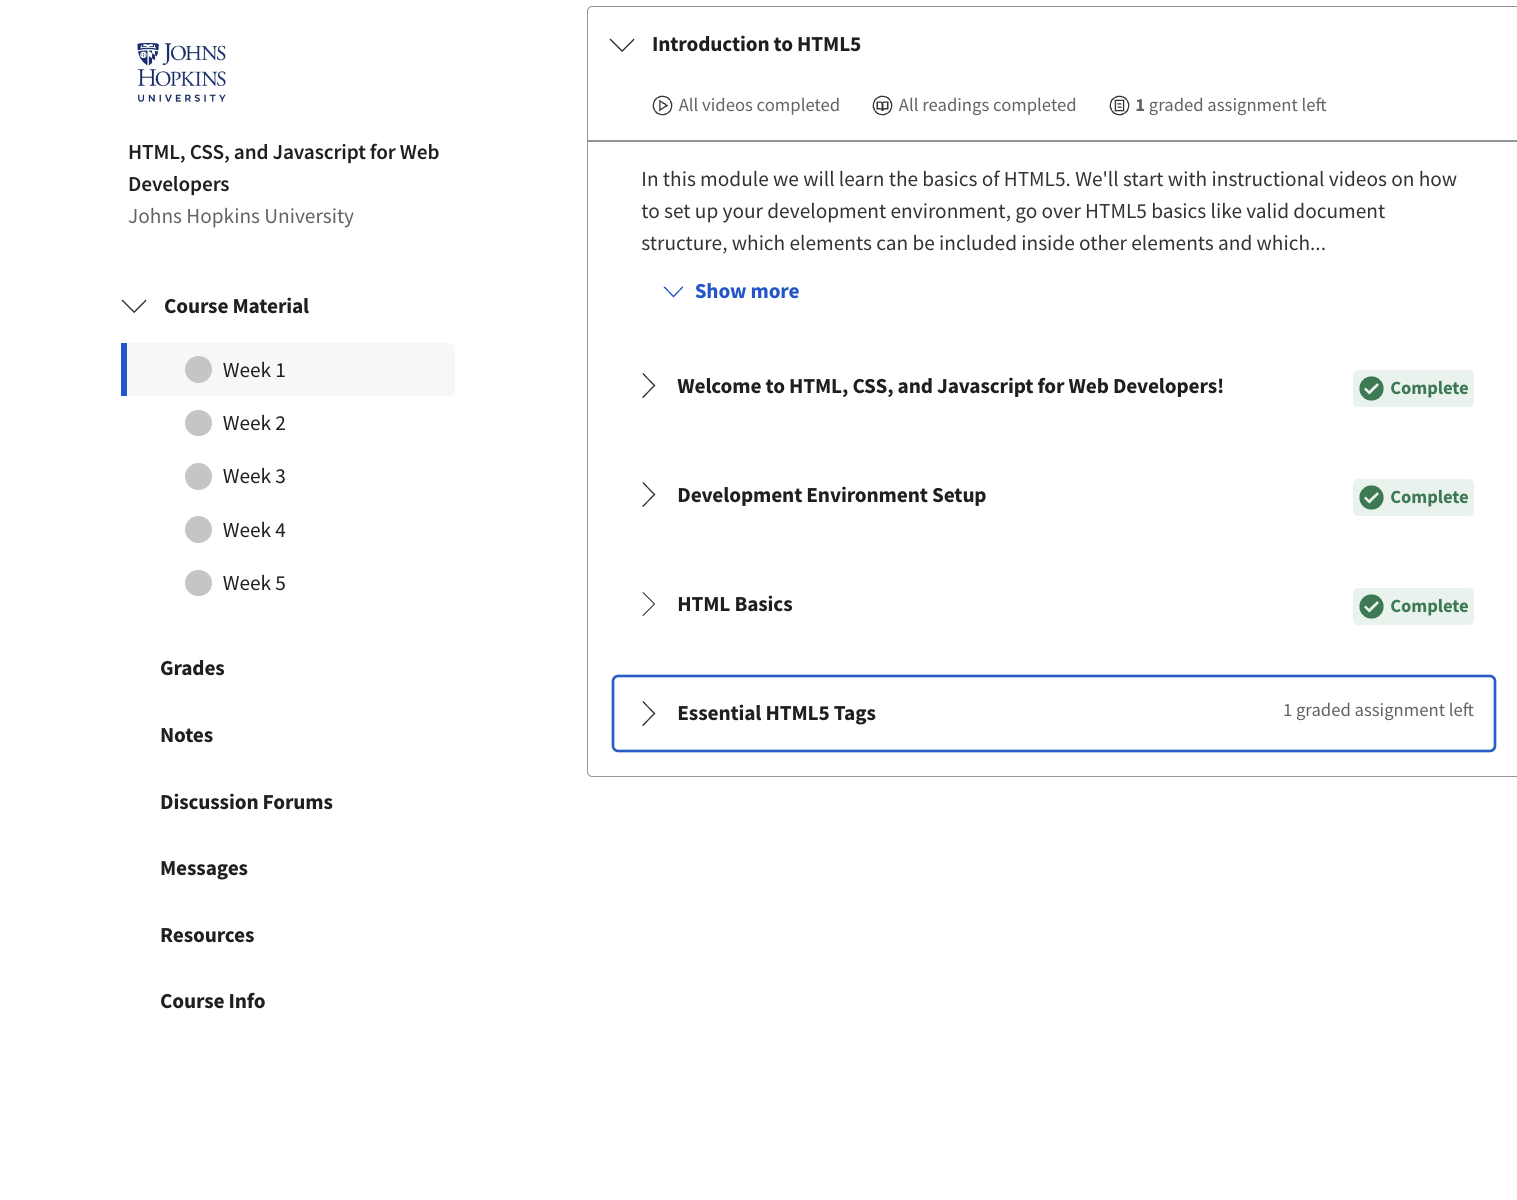 JOHNS
HOPKINS
UNIVERSITY
HTML, CSS, and Javascript for Web
Developers
Johns Hopkins University
Course Material
Week 1
Week 2
Week 3
Week 4
Week 5
Grades
Notes
Discussion Forums
Messages
Resources
Course Info
Introduction to HTML5
All videos completed
All readings completed
1 graded assignment left
In this module we will learn the basics of HTML5. We'll start with instructional videos on how
to set up your development environment, go over HTML5 basics like valid document
structure, which elements can be included inside other elements and which...
Show more
Welcome to HTML, CSS, and Javascript for Web Developers!
Complete
Development Environment Setup
Complete
HTML Basics
Complete
Essential HTML5 Tags
1 graded assignment left